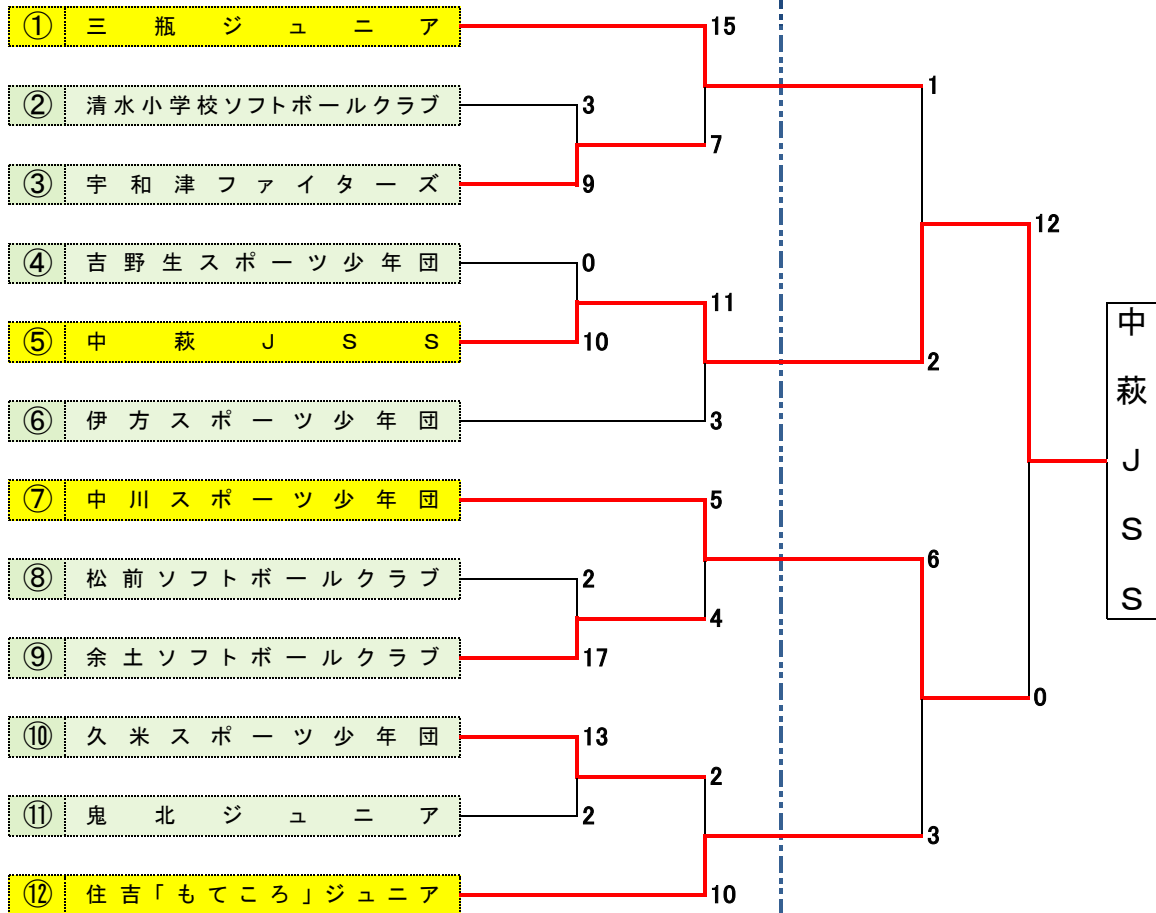 ① 三瓶ジュニア
15
1
② 清水小学校ソフトボールクラブ
3
7
③ 宇和津ファイターズ
9
12
④ 吉野生スポーツ少年団
0
11
⑤ 中萩JSS
10
2
⑥ 伊方スポーツ少年団
3
中萩JSS
⑦ 中川スポーツ少年団
5
6
⑧ 松前ソフトボールクラブ
2
4
⑨ 余土ソフトボールクラブ
17
0
⑩ 久米スポーツ少年団
13
2
⑪ 鬼北ジュニア
2
3
⑫ 住吉「もてころ」ジュニア
10